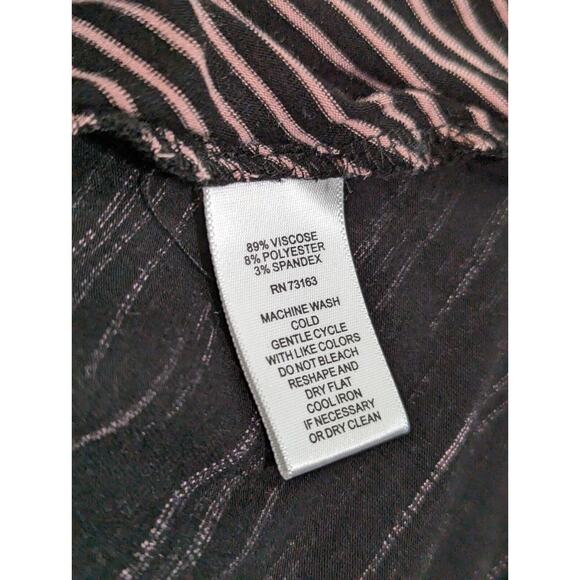 89% VISCOSE
8% POLYESTER
3% SPANDEX
RN 73163
MACHINE WASH
COLD
GENTLE CYCLE
WITH LIKE COLORS
DO NOT BLEACH
RESHAPE AND
DRY FLAT
COOL IRON
IF NECESSARY
OR DRY CLEAN